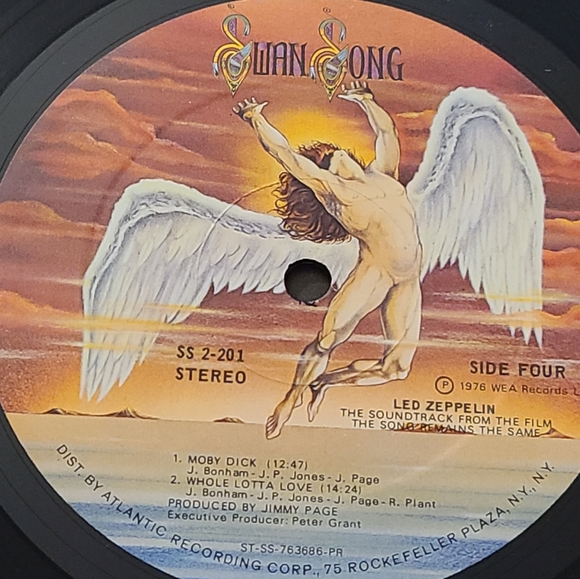 SWAN SONG
SS 2-201
STEREO
SIDE FOUR
Ⓟ 1976 WEA Records
LED ZEPPELIN
THE SOUNDTRACK FROM THE FILM
THE SONG REMAINS THE SAME
1. MOBY DICK (12:47)
J. Bonham-J.P. Jones-J. Page
2. WHOLE LOTTA LOVE (14:24)
J. Bonham-J.P. Jones-J. Page-R. Plant
PRODUCED BY JIMMY PAGE
Executive Producer: Peter Grant
ST-SS-763686-PR
DIST. BY ATLANTIC RECORDING CORP., 75 ROCKEFELLER PLAZA, N.Y., N.Y.